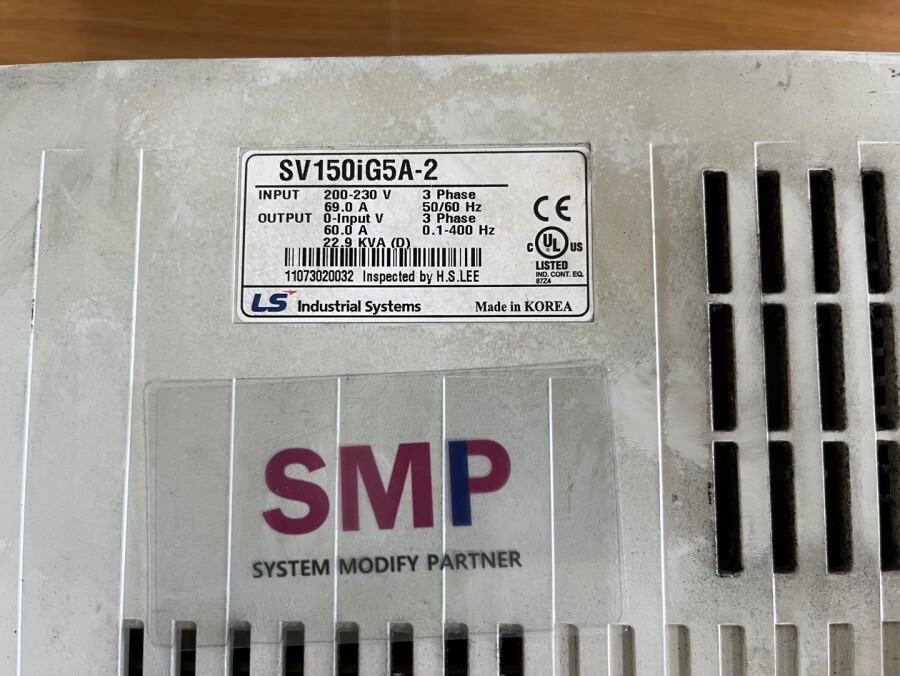 SV150iG5A-2
INPUT 200-230 V 3 Phase
69.0 A 50/60 Hz
OUTPUT 0-Input V 3 Phase
60.0 A 0.1-400 Hz
22.9 KVA (D)
CE
C UL US
LISTED
IND. CONT. EQ.
87Z4
11073020032 Inspected by H.S.LEE
LS Industrial Systems Made in KOREA
SMP
SYSTEM MODIFY PARTNER